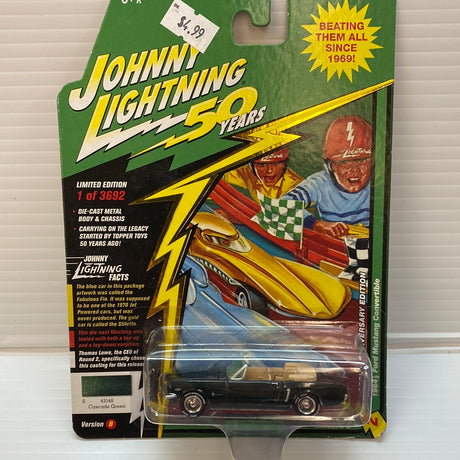 $4.99
JOHNNY
LIGHTNING
50 YEARS
BEATING
THEM ALL
SINCE
1969!
LIMITED EDITION
1 of 3692
• DIE-CAST METAL
BODY & CHASSIS
• CARRYING ON THE LEGACY
STARTED BY TOPPER TOYS
50 YEARS AGO!
JOHNNY
LIGHTNING
FACTS
The blue car in this package
artwork was called the
Fabulous Fin. It was supposed
to be one of the 1970 Jet
Powered cars, but was
never produced. The gold
car is called the Stiletto.
This die-cast Mustang was
tooled with both a top up
and a top down variation.
Thomas Lowe, the CEO of
Round 2, specifically chose
this casting for this release.
S 43148
Cascade Green
Version B
LIGHTNING
1964½ Ford Mustang Convertible